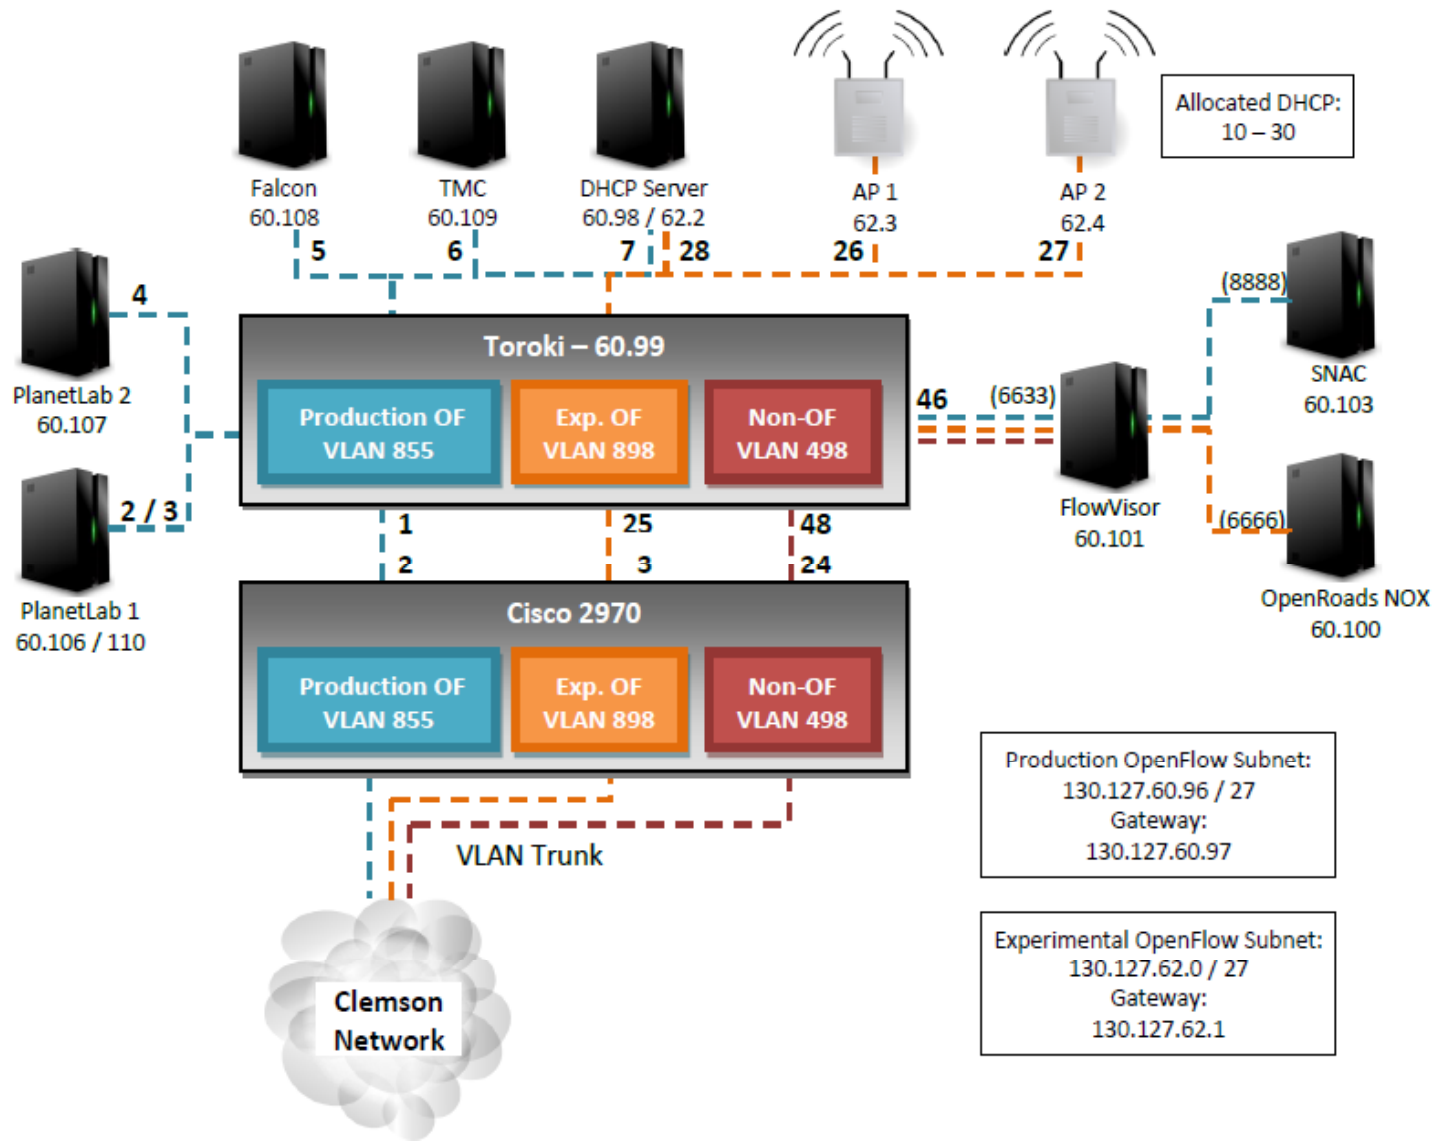 Allocated DHCP:
10 – 30
Falcon
60.108
TMC
60.109
DHCP Server
60.98 / 62.2
AP 1
62.3
AP 2
62.4
5
6
7
28
26
27
4
PlanetLab 2
60.107
2 / 3
PlanetLab 1
60.106 / 110
Toroki – 60.99
Production OF
VLAN 855
Exp. OF
VLAN 898
Non-OF
VLAN 498
46
(6633)
FlowVisor
60.101
(8888)
SNAC
60.103
(6666)
OpenRoads NOX
60.100
1
25
48
2
3
24
Cisco 2970
Production OF
VLAN 855
Exp. OF
VLAN 898
Non-OF
VLAN 498
VLAN Trunk
Clemson
Network
Production OpenFlow Subnet:
130.127.60.96 / 27
Gateway:
130.127.60.97
Experimental OpenFlow Subnet:
130.127.62.0 / 27
Gateway:
130.127.62.1